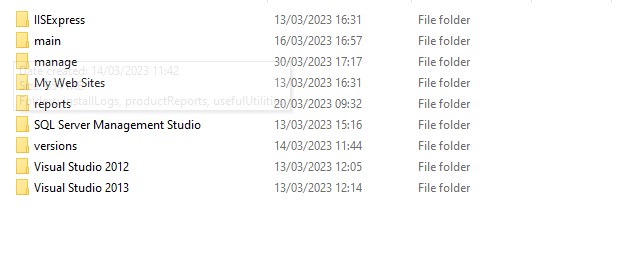 IISExpress 13/03/2023 16:31 File folder
main 16/03/2023 16:57 File folder
manage 30/03/2023 17:17 File folder
Date created: 14/03/2023 11:42
My Web Sites 13/03/2023 16:31 File folder
installLogs, productReports, usefulUtiliti
reports 20/03/2023 09:32 File folder
SQL Server Management Studio 13/03/2023 15:16 File folder
versions 14/03/2023 11:44 File folder
Visual Studio 2012 13/03/2023 12:05 File folder
Visual Studio 2013 13/03/2023 12:14 File folder